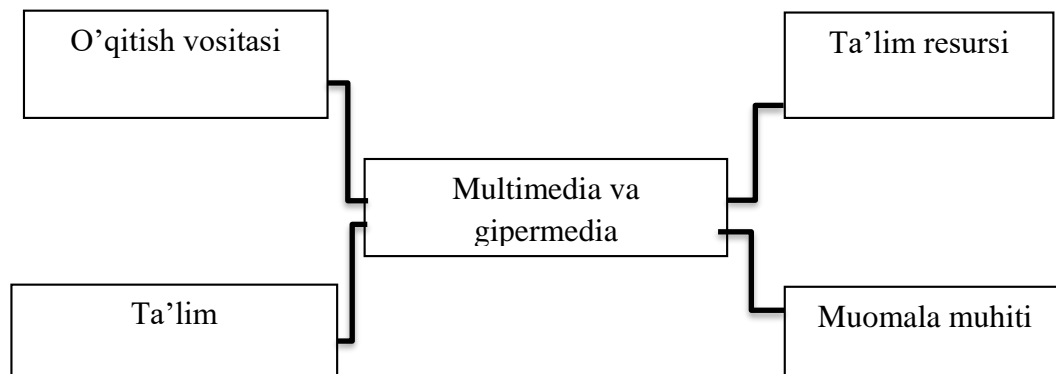 O’qitish vositasi
Ta’lim resursi
Multimedia va
gipermedia
Ta’lim
Muomala muhiti